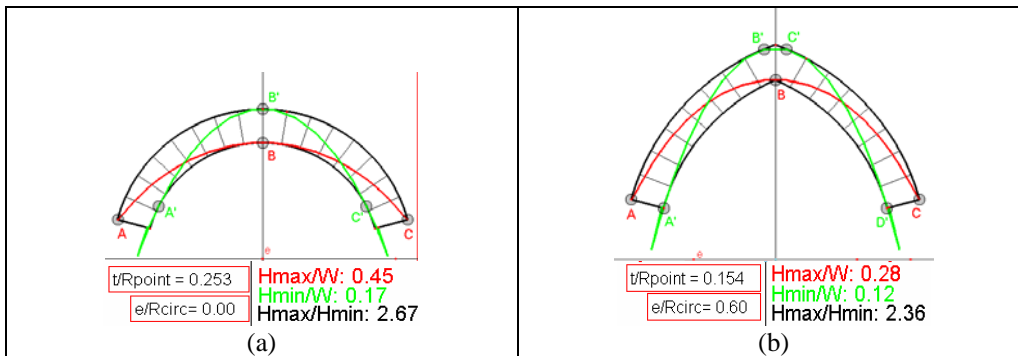 B'
B
A'
C'
A
C
e
t/Rpoint = 0.253
e/Rcirc= 0.00
Hmax/W: 0.45
Hmin/W: 0.17
Hmax/Hmin: 2.67
(a)
B'
C'
B
A
A'
D'
C
e
t/Rpoint = 0.154
e/Rcirc= 0.60
Hmax/W: 0.28
Hmin/W: 0.12
Hmax/Hmin: 2.36
(b)